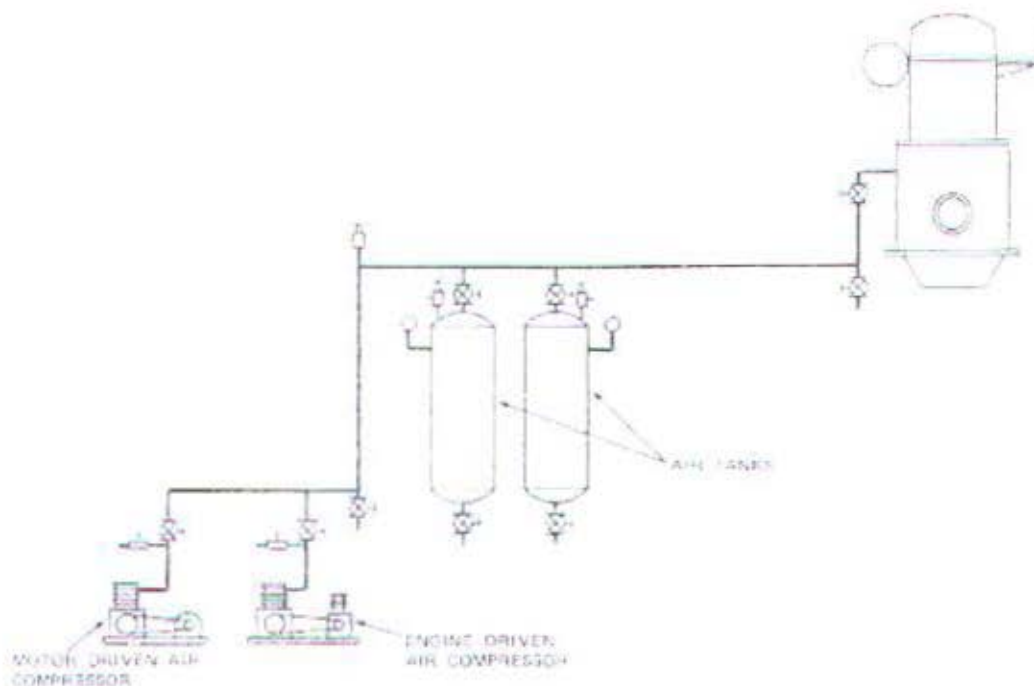 AIR TANKS
ENGINE DRIVEN
AIR COMPRESSOR
MOTOR DRIVEN AIR
COMPRESSOR